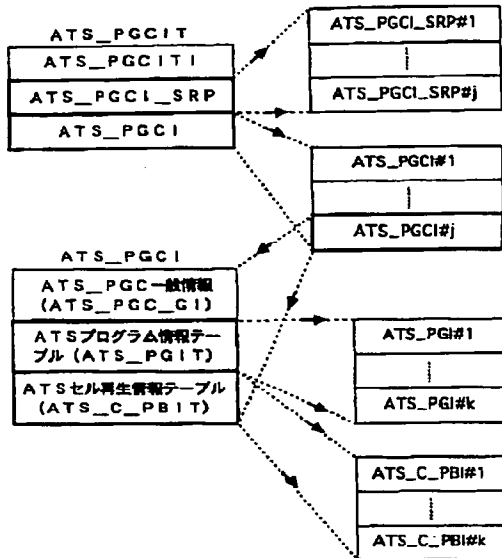 ATS_PGCIT
ATS_PGCITI
ATS_PGCI_SRP
ATS_PGCI
ATS_PGCI_SRP#1
ATS_PGCI_SRP#j
ATS_PGCI#1
ATS_PGCI#j
ATS_PGCI
ATS_PGC一般情報
(ATS_PGC_GI)
ATSプログラム情報テー
ブル(ATS_PGIT)
ATSセル再生情報テーブル
(ATS_C_PBIT)
ATS_PGI#1
ATS_PGI#k
ATS_C_PBI#1
ATS_C_PBI#k